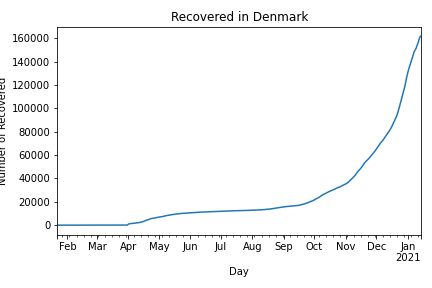 Recovered in Denmark
160000
140000
120000
100000
80000
60000
40000
20000
0
Number of Recovered
Feb Mar Apr May Jun Jul Aug Sep Oct Nov Dec Jan
2021
Day